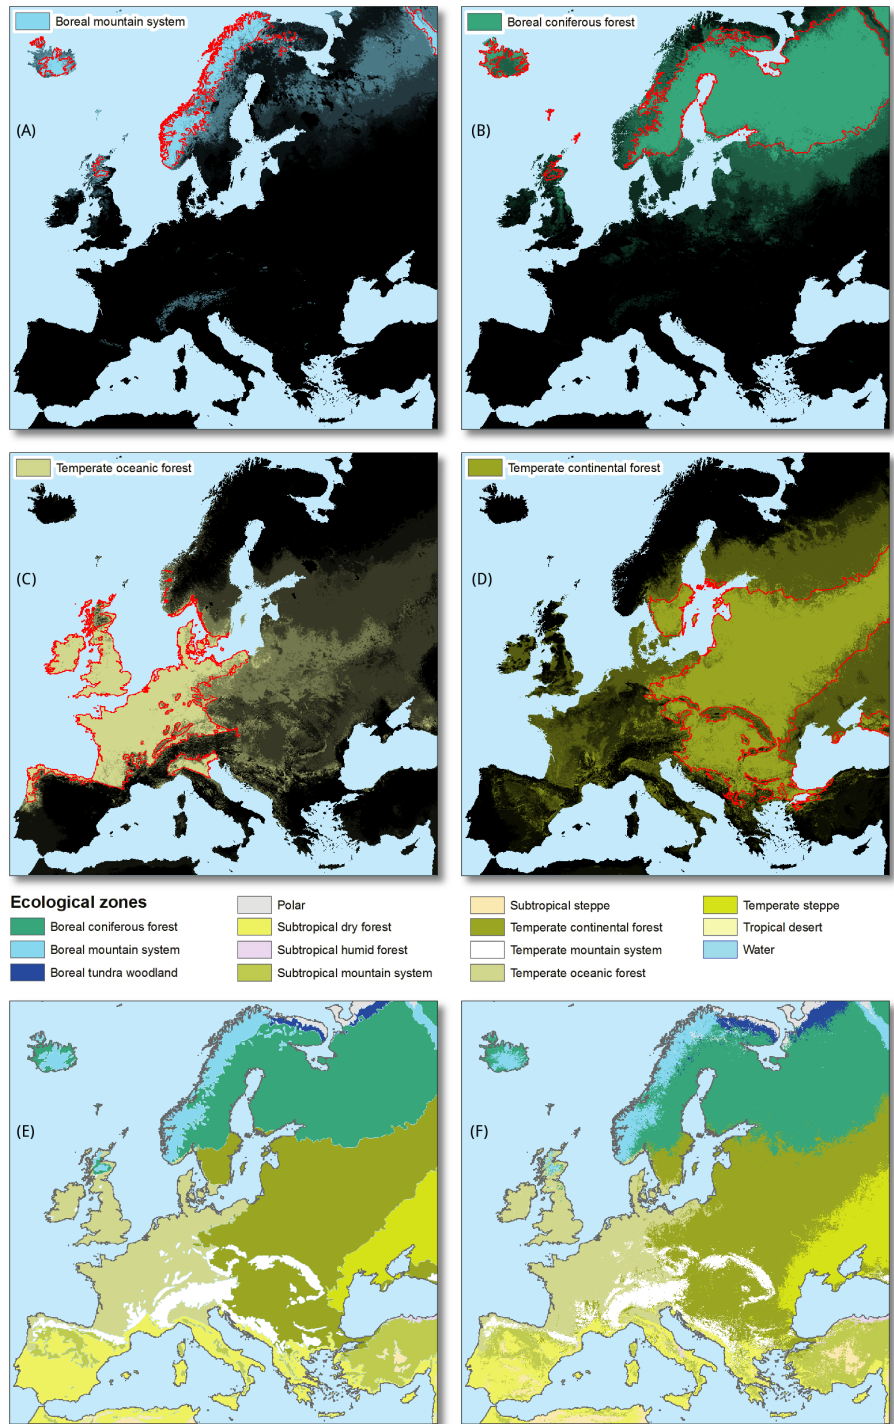 Boreal mountain system
(A)
Boreal coniferous forest
(B)
Temperate oceanic forest
(C)
Temperate continental forest
(D)
Ecological zones
Boreal coniferous forest
Boreal mountain system
Boreal tundra woodland
Polar
Subtropical dry forest
Subtropical humid forest
Subtropical mountain system
Subtropical steppe
Temperate continental forest
Temperate mountain system
Temperate oceanic forest
Temperate steppe
Tropical desert
Water
(E)
(F)